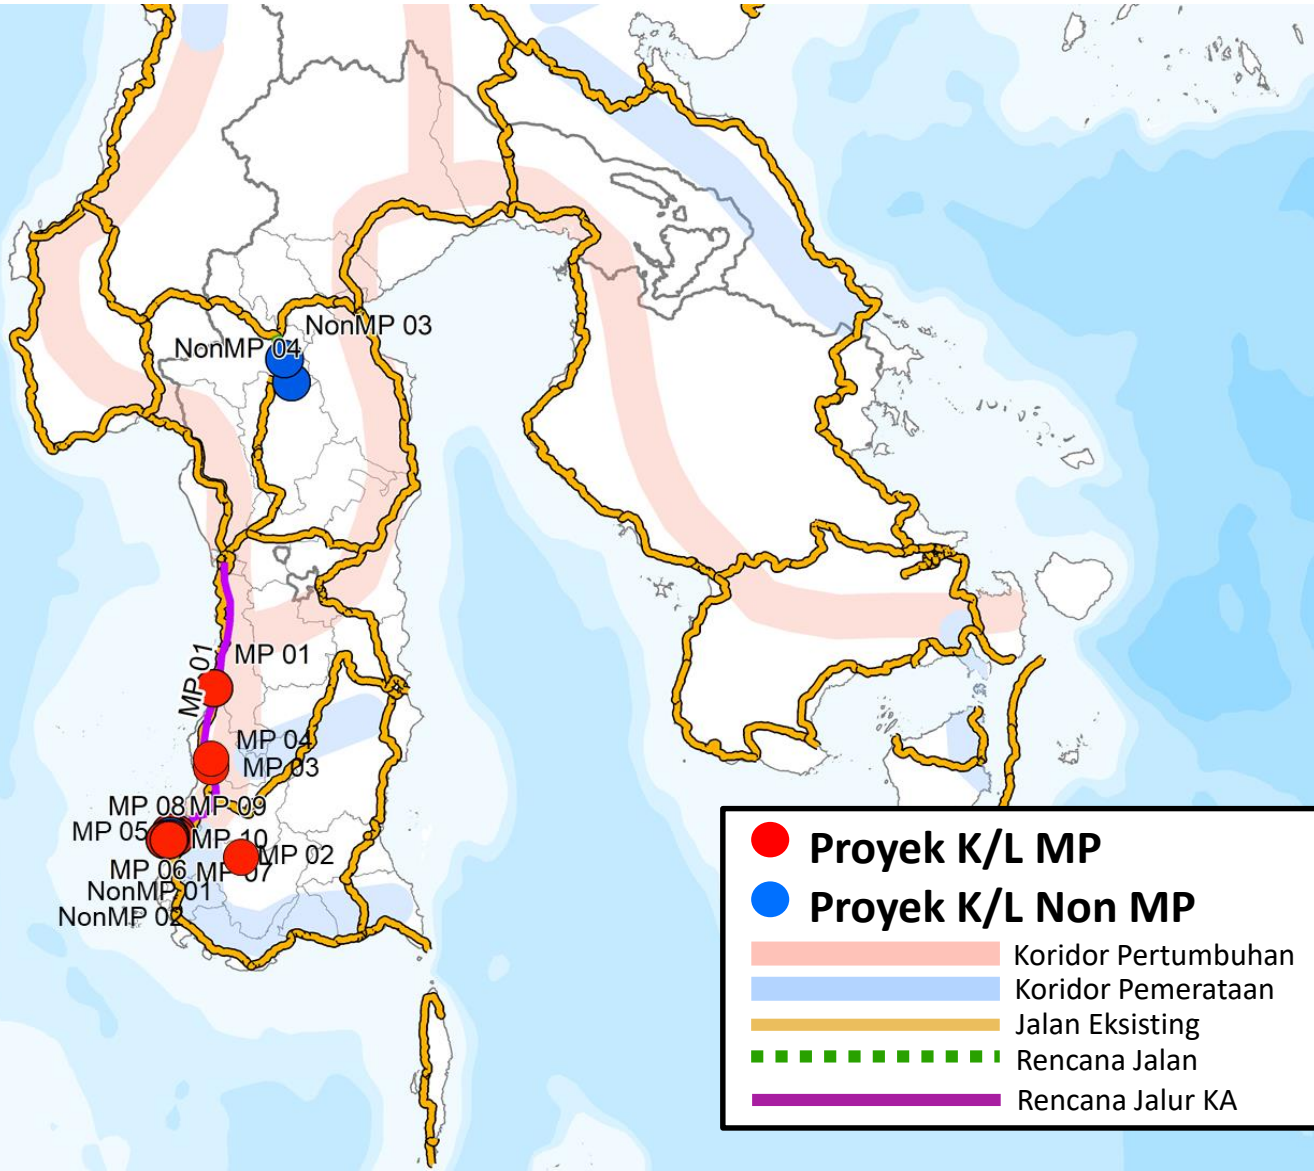 NonMP 03
NonMP 04
MP 01
MP 01
MP 04
MP 03
MP 08
MP 09
MP 05
MP 10
MP 02
MP 06
MP 07
NonMP 01
NonMP 02
Proyek K/L MP
Proyek K/L Non MP
Koridor Pertumbuhan
Koridor Pemerataan
Jalan Eksisting
Rencana Jalan
Rencana Jalur KA